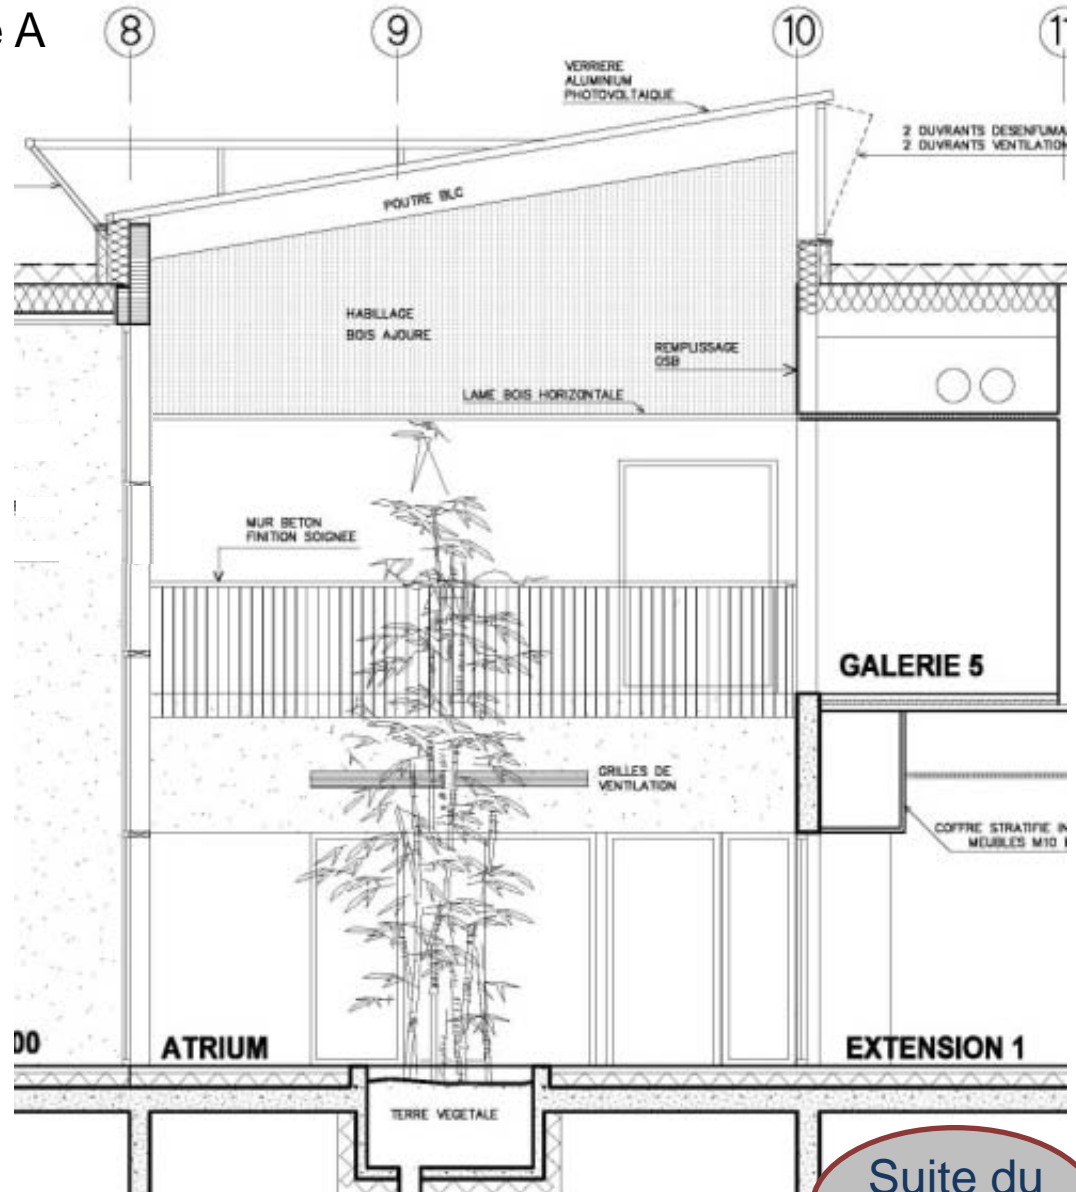 A
8
9
10
VERRIERE
ALUMINIUM
PHOTOVOLTAIQUE
2 OUVRANTS DESENFUMA
2 OUVRANTS VENTILATION
POUTRE BLC
HABILLAGE
BOIS AJOURE
REMPLISSAGE
OSB
LAME BOIS HORIZONTALE
MUR BETON
FINITION SOIGNEE
GALERIE 5
GRILLES DE
VENTILATION
COFFRE STRATIFIE
MEUBLES M10
00
ATRIUM
EXTENSION 1
TERRE VEGETALE
Suite du